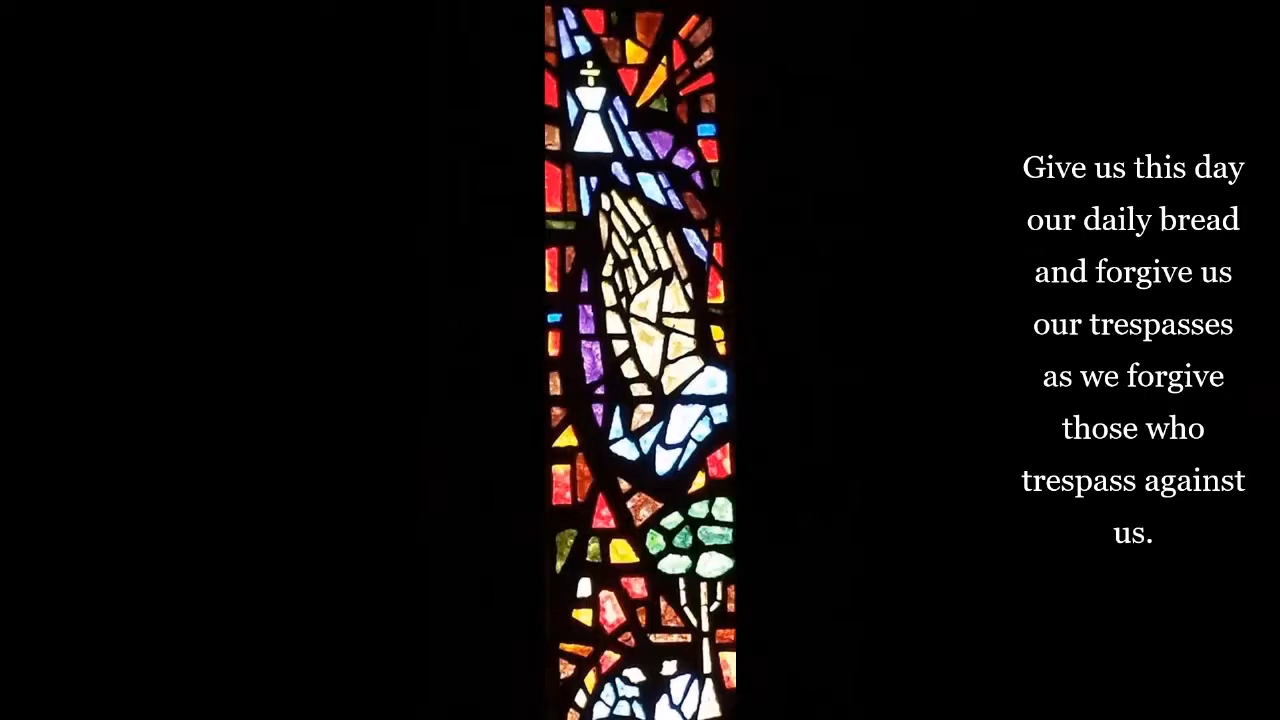 Give us this day
our daily bread
and forgive us
our trespasses
as we forgive
those who
trespass against
us.